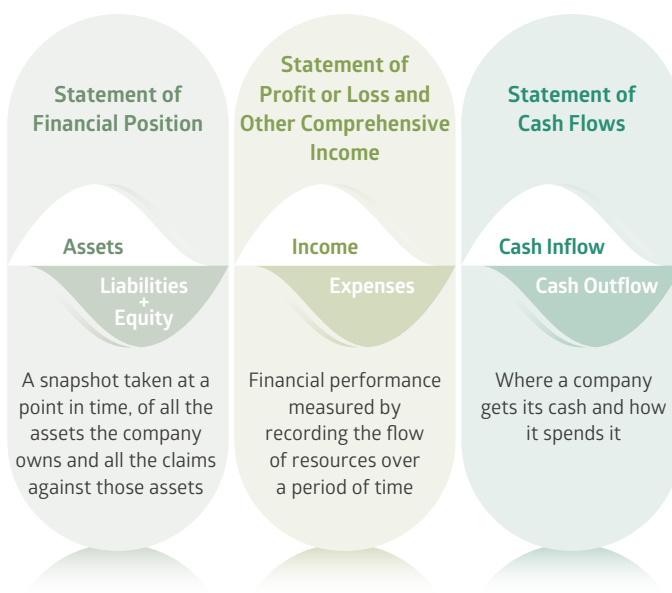 Statement of
Financial Position
Assets
Liabilities
+
Equity
A snapshot taken at a
point in time, of all the
assets the company
owns and all the claims
against those assets
Statement of
Profit or Loss and
Other Comprehensive
Income
Income
Expenses
Financial performance
measured by
recording the flow
of resources over
a period of time
Statement of
Cash Flows
Cash Inflow
Cash Outflow
Where a company
gets its cash and how
it spends it